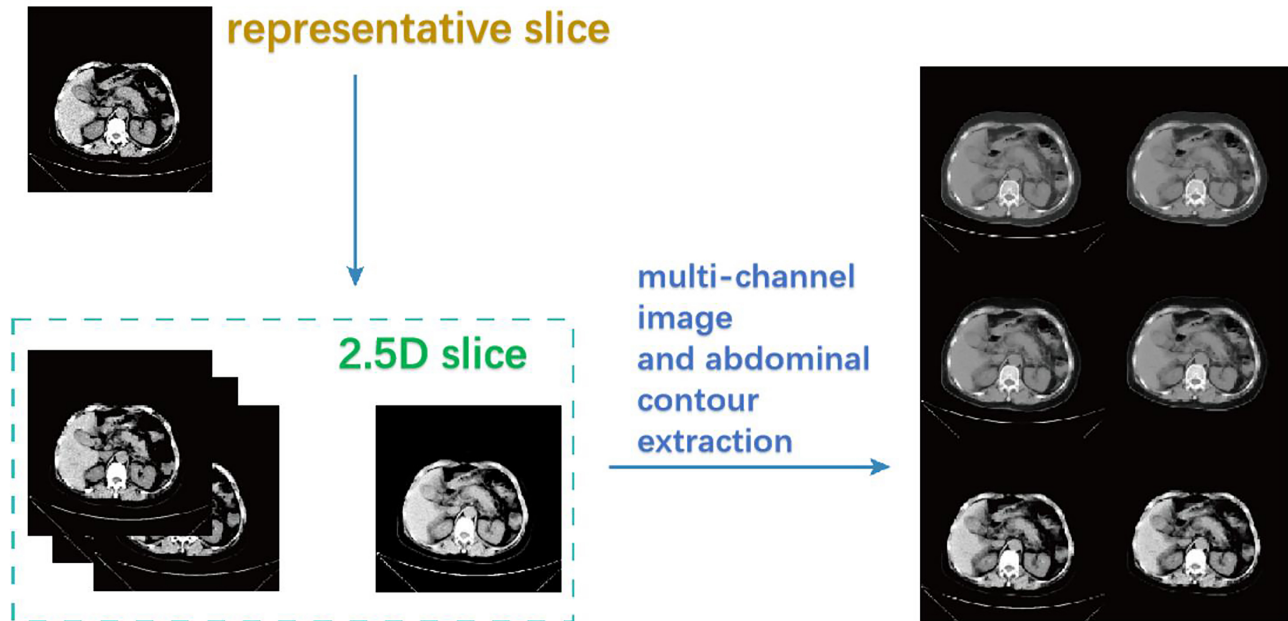 representative slice
2.5D slice
multi-channel
image
and abdominal
contour
extraction